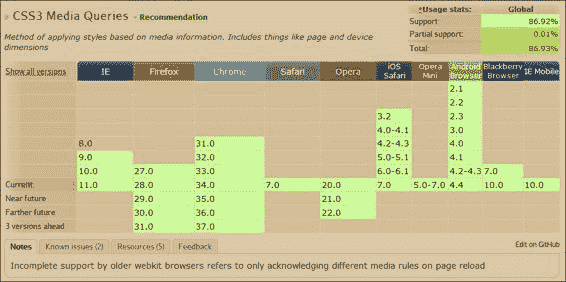 CSS3 Media Queries - Recommendation
Method of applying styles based on media information. Includes things like page and device
dimensions
*Usage stats: Global
Support: 86.92%
Partial support: 0.01%
Total: 86.93%
Show all versions IE Firefox Chrome Safari Opera iOS Safari Opera Mini Android Browser Blackberry Browser IE Mobile
2.1
2.2
3.2 2.3
4.0-4.1 3.0
8.0 31.0 4.2-4.3 4.0
9.0 32.0 5.0-5.1 4.1
10.0 27.0 33.0 6.0-6.1 4.2-4.3 7.0
Current 11.0 28.0 34.0 7.0 20.0 7.0 5.0-7.0 4.4 10.0 10.0
Near future 29.0 35.0 21.0
Farther future 30.0 36.0 22.0
3 versions ahead 31.0 37.0
Notes Known issues (2) Resources (5) Feedback Edit on GitHub
Incomplete support by older webkit browsers refers to only acknowledging different media rules on page reload